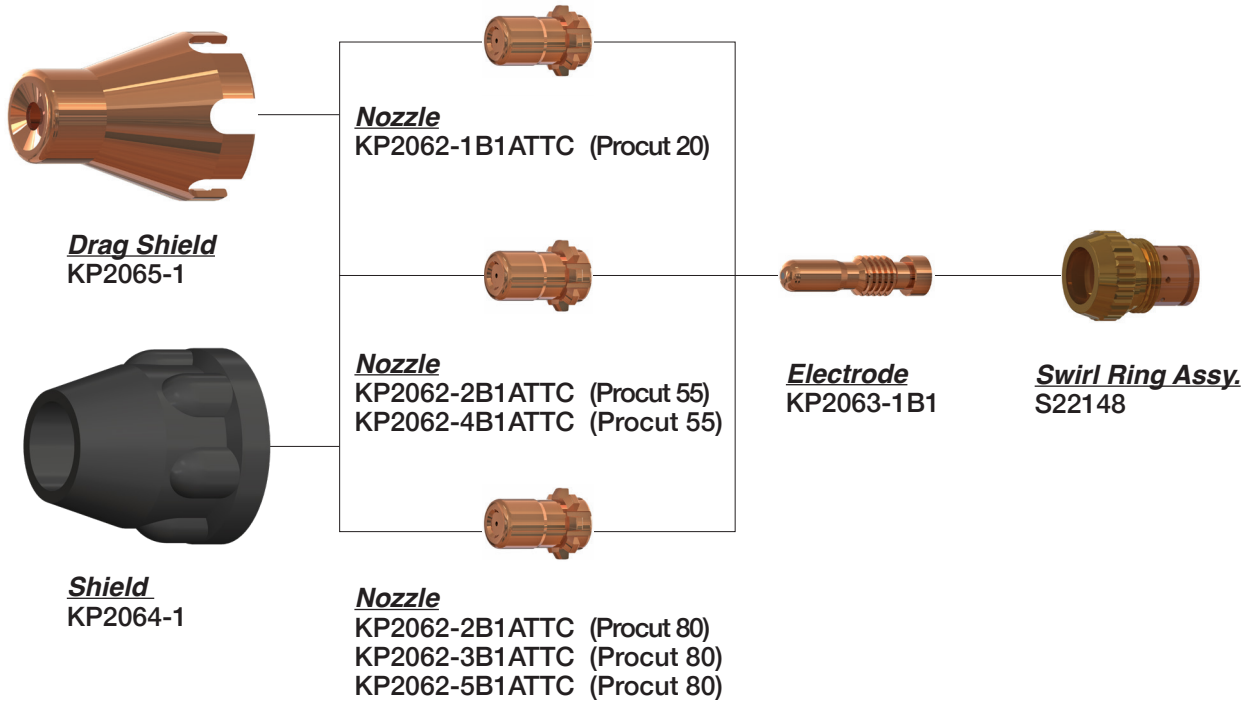 Drag Shield
KP2065-1
Shield
KP2064-1
Nozzle
KP2062-1B1ATTC (Procut 20)
Nozzle
KP2062-2B1ATTC (Procut 55)
KP2062-4B1ATTC (Procut 55)
Nozzle
KP2062-2B1ATTC (Procut 80)
KP2062-3B1ATTC (Procut 80)
KP2062-5B1ATTC (Procut 80)
Electrode
KP2063-1B1
Swirl Ring Assy.
S22148